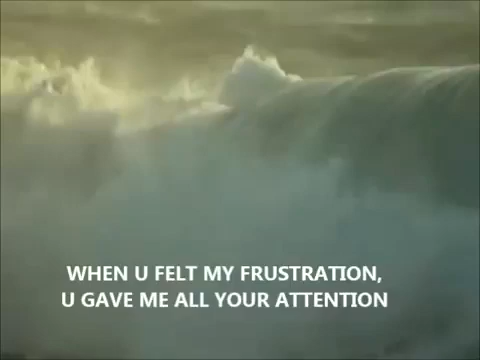 WHEN U FELT MY FRUSTRATION,
U GAVE ME ALL YOUR ATTENTION